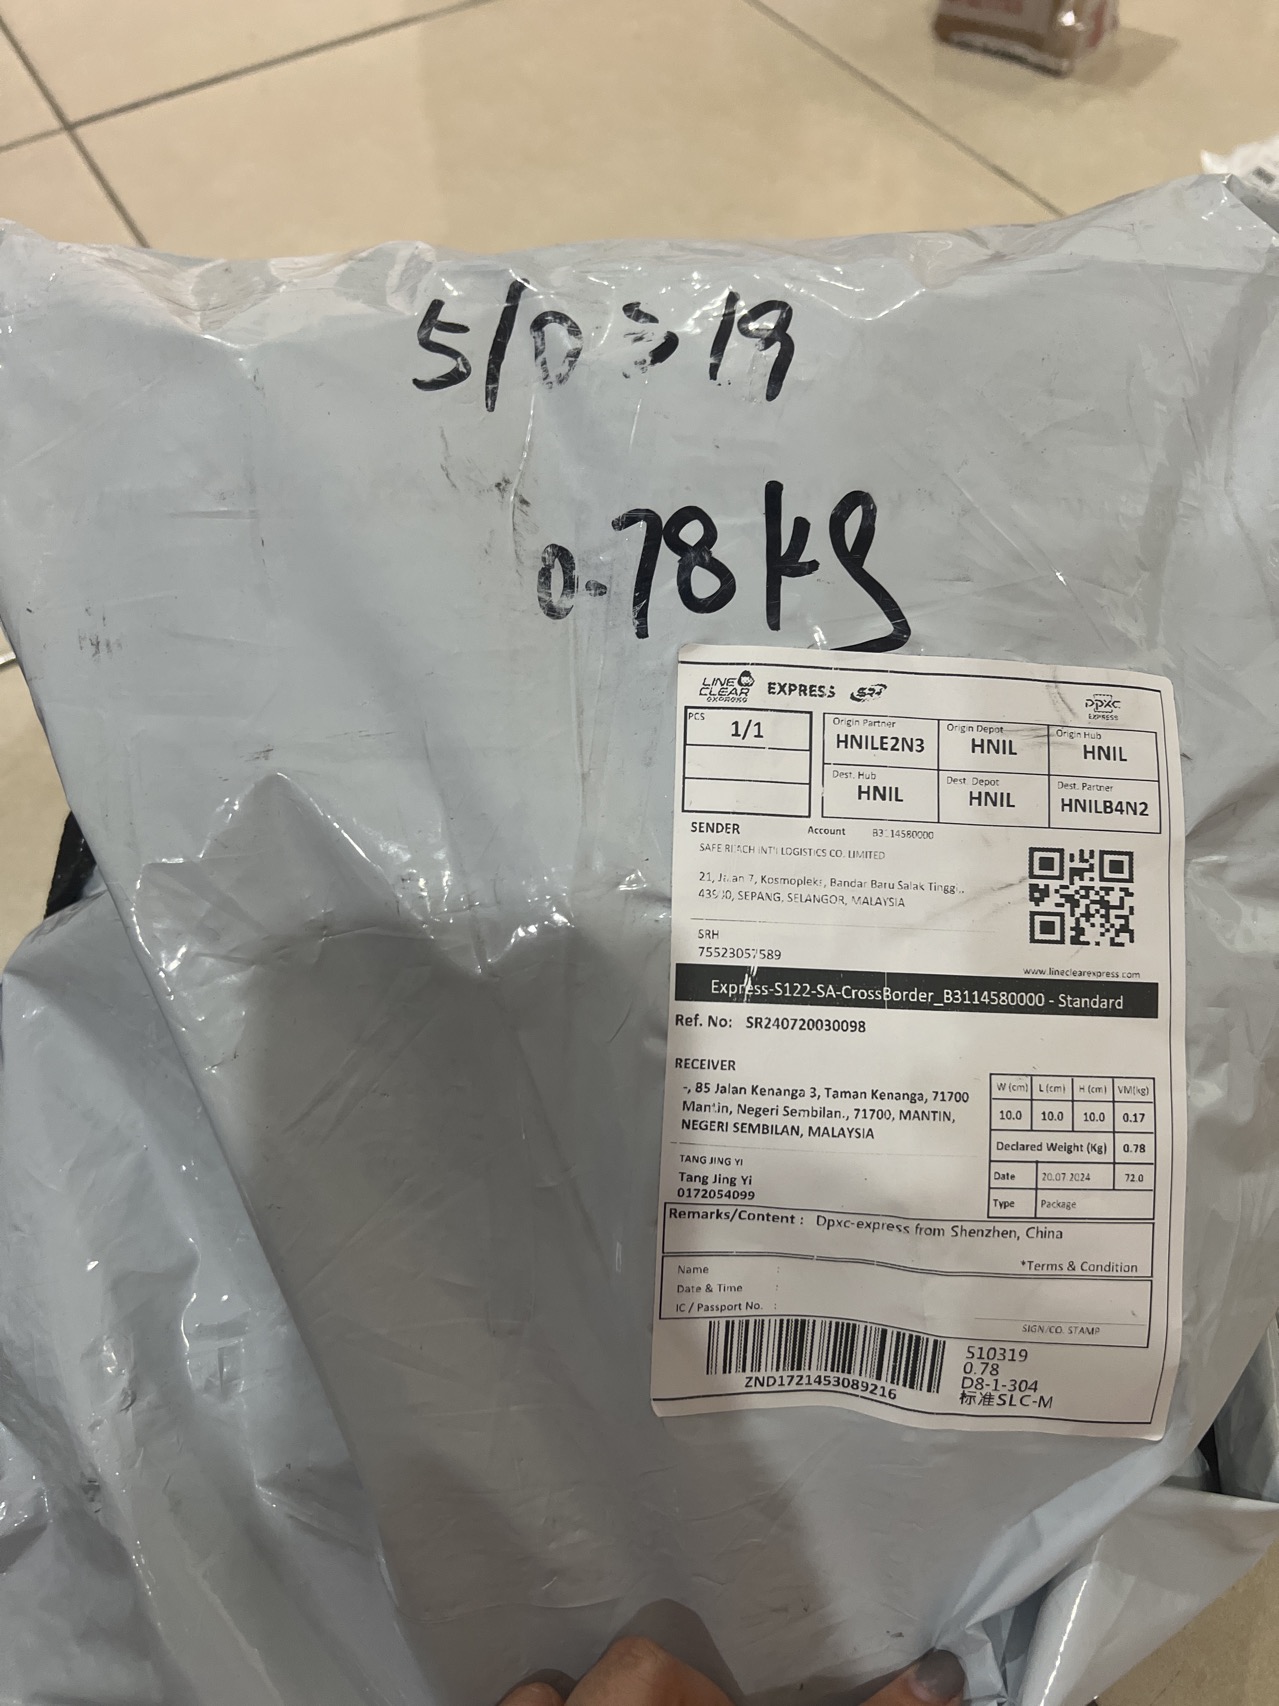 0.78kg
LINE CLEAR EXPRESS EXPRESS
DPXC EXPRESS
PCS 1/1
Origin Partner HNILE2N3
Origin Depot HNIL
Origin Hub HNIL
Dest. Hub HNIL
Dest. Depot HNIL
Dest. Partner HNILB4N2
SENDER Account
LOGISTICS CO. LIMITED
21, 7, Bandar Baru Salak
SEPANG, SELANGOR, MALAYSIA
SRH
75523057589
www.lineclearexpress.com
Express-S122-SA-CrossBorder_B3114580000 - Standard
Ref. No: SR240720030098
RECEIVER
-, 85 Jalan Kenanga 3, Taman Kenanga, 71700
Mantin, Negeri Sembilan., 71700, MANTIN,
NEGERI SEMBILAN, MALAYSIA
TANG JING YI
Tang Jing Yi
0172054099
W (cm) L (cm) H (cm) VM(kg)
10.0 10.0 10.0 0.17
Declared Weight (Kg) 0.78
Date 20.07.2024 72.0
Type Package
Remarks/Content : Dpxc-express from Shenzhen, China
*Terms & Condition
Name :
Date & Time :
IC / Passport No. :
SIGN/CO. STAMP
ZND1721453089216
510319
0.78
D8-1-304
标准SLC-M